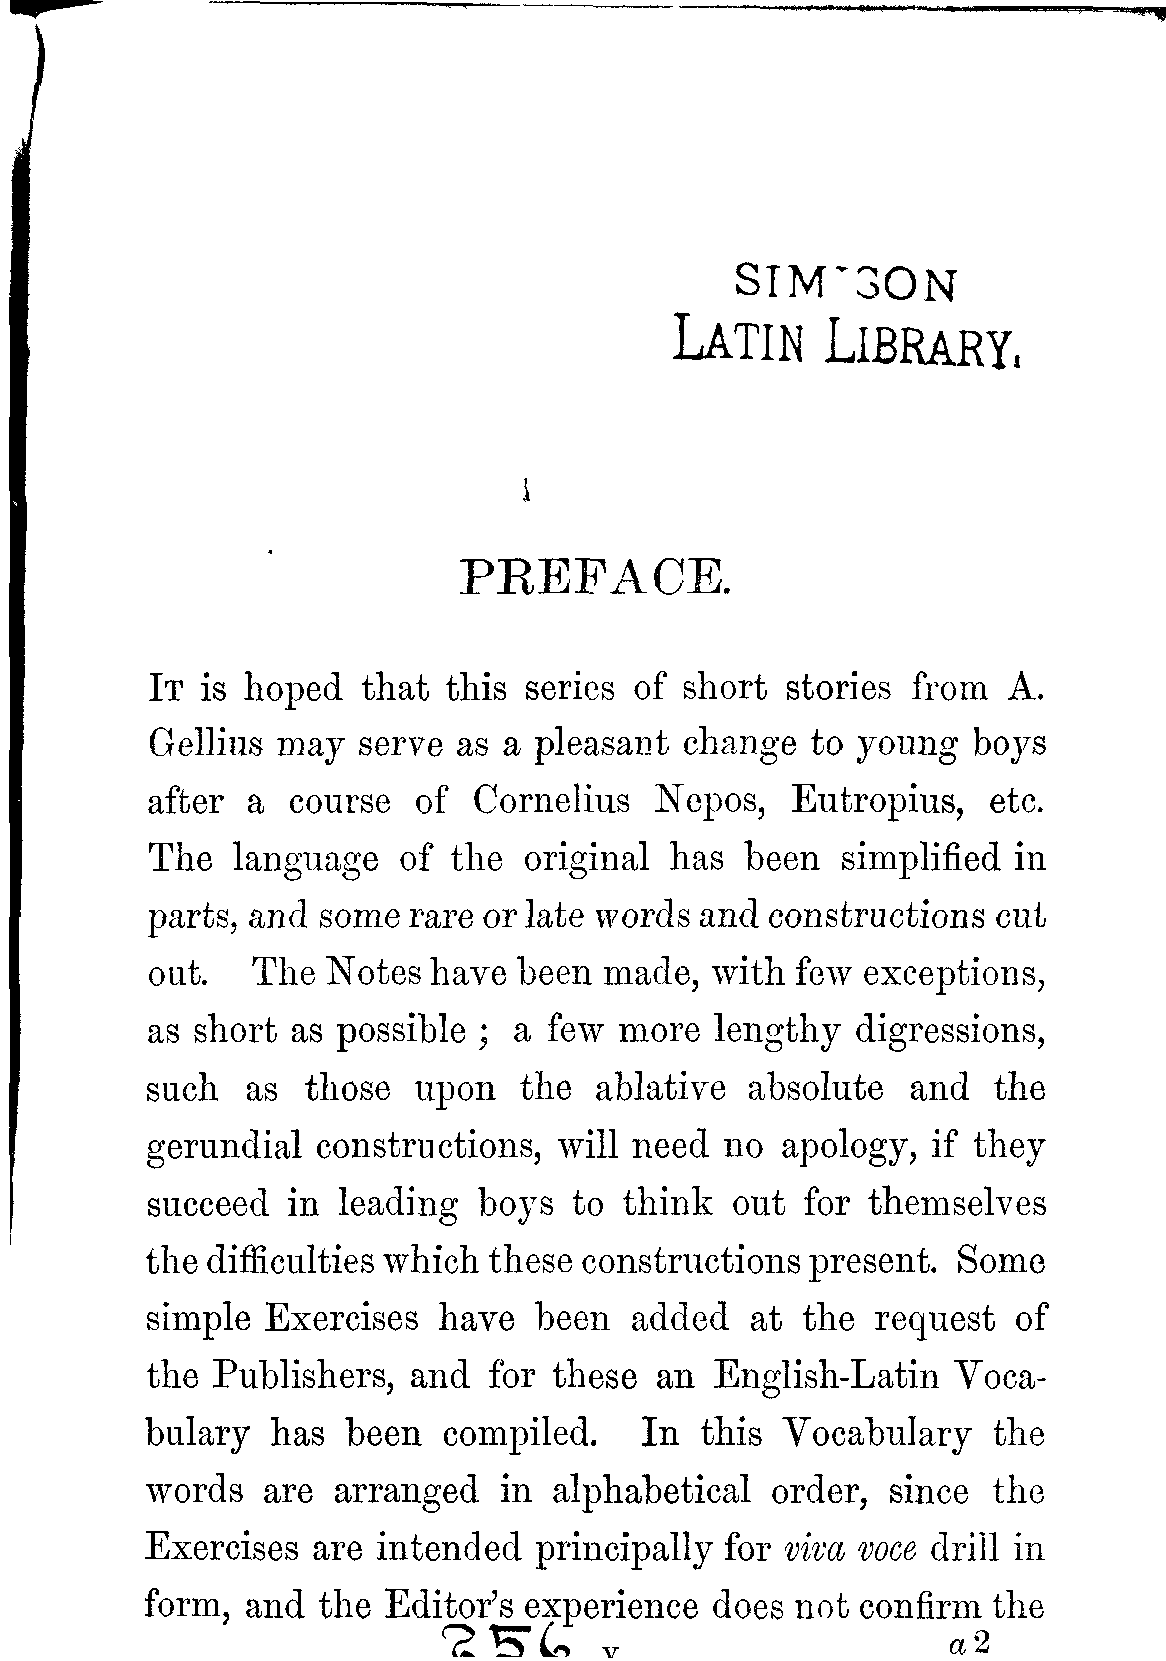 LATIN LIBRARY.
PREFACE.
IT is hoped that this series of short stories from A.
Gellius may serve as a pleasant change to young boys
after a course of Cornelius Nepos, Eutropius, etc.
The language of the original has been simplified in
parts, and some rare or late words and constructions cut
out. The Notes have been made, with few exceptions,
as short as possible ; a few more lengthy digressions,
such as those upon the ablative absolute and the
gerundial constructions, will need no apology, if they
succeed in leading boys to think out for themselves
the difficulties which these constructions present. Some
simple Exercises have been added at the request of
the Publishers, and for these an English-Latin Voca-
bulary has been compiled. In this Vocabulary the
words are arranged in alphabetical order, since the
Exercises are intended principally for viva voce drill in
form, and the Editor's experience does not confirm the
v a 2